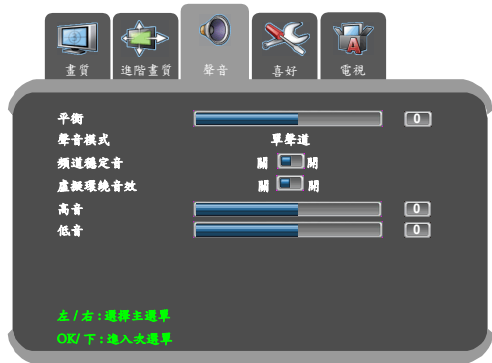 畫質 進階畫質 聲音 喜好 電視
平衡 0
聲音模式 單聲道
頻道穩定音 關 開
虛擬環繞音效 關 開
高音 0
低音 0
左 / 右 : 選擇主選單
OK/ 下 : 進入次選單